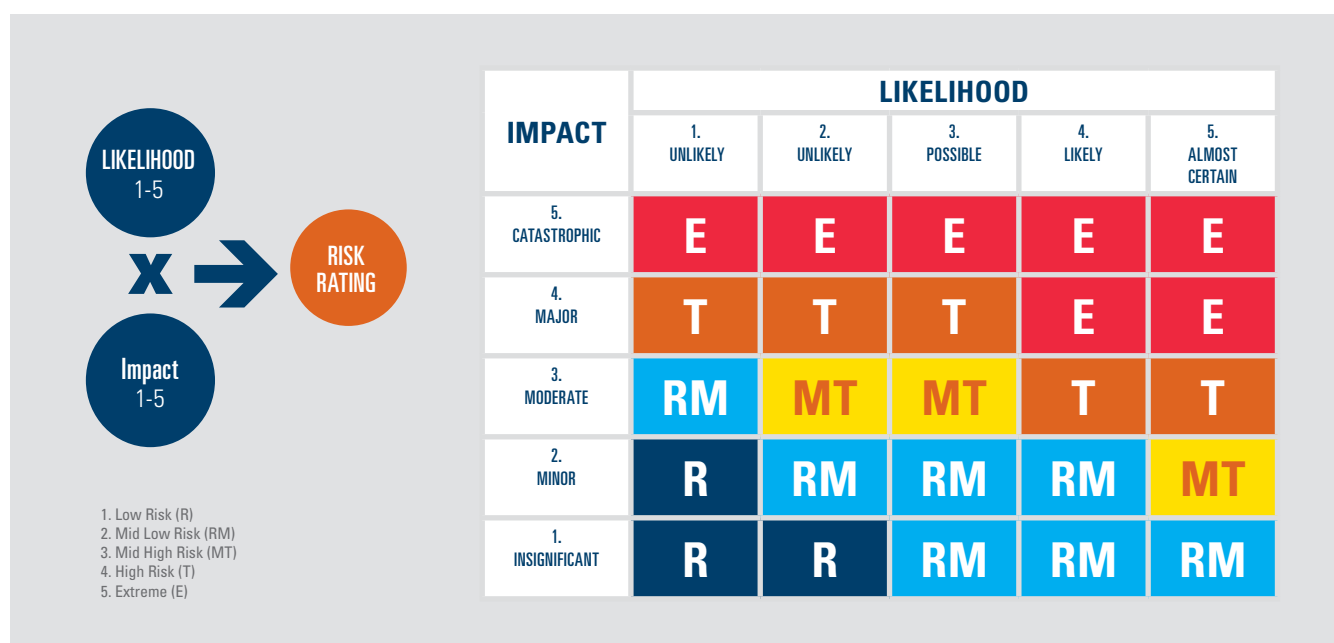 LIKELIHOOD
1-5
X
Impact
1-5
RISK
RATING
1. Low Risk (R)
2. Mid Low Risk (RM)
3. Mid High Risk (MT)
4. High Risk (T)
5. Extreme (E)
IMPACT
LIKELIHOOD
1.
UNLIKELY
2.
UNLIKELY
3.
POSSIBLE
4.
LIKELY
5.
ALMOST
CERTAIN
5.
CATASTROPHIC
E E E E E
4.
MAJOR
T T T E E
3.
MODERATE
RM MT MT T T
2.
MINOR
R RM RM RM MT
1.
INSIGNIFICANT
R R RM RM RM